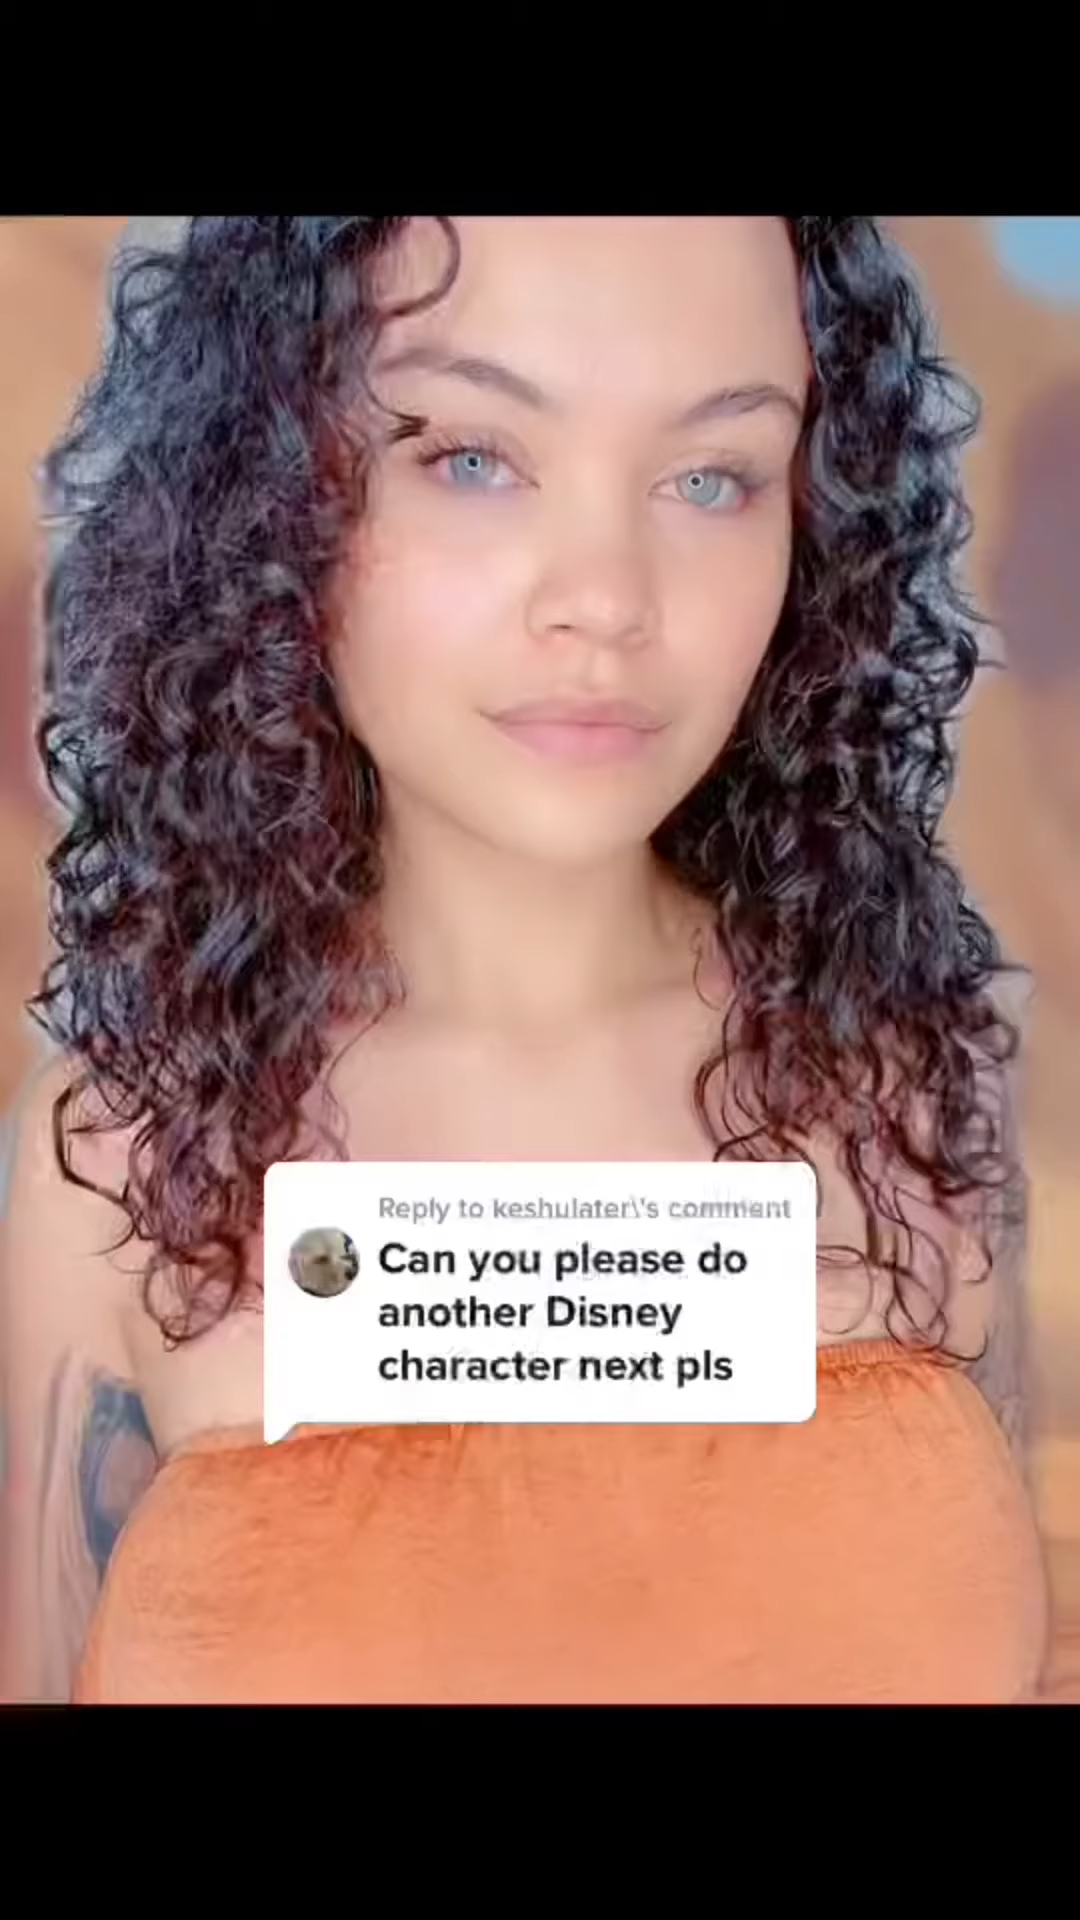 Reply to keshulater\'s comment
Can you please do
another Disney
character next pls